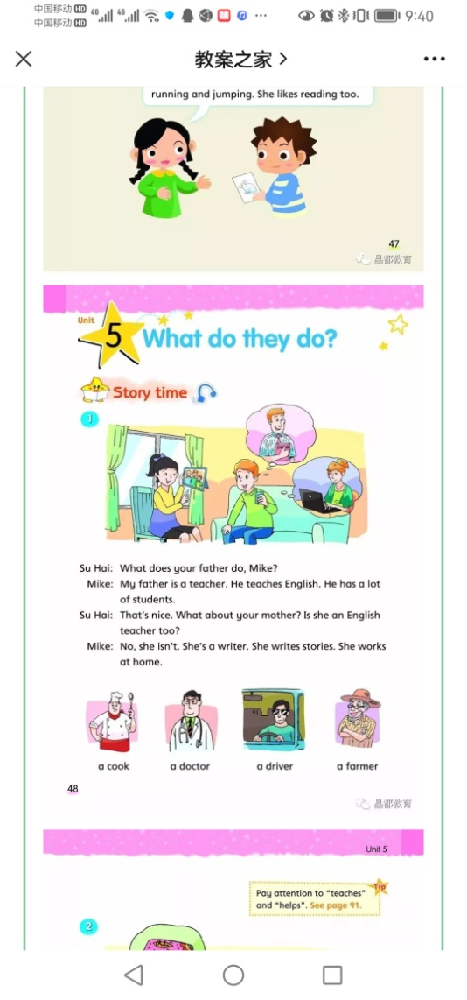 中国移动 HD 4G 4G
中国移动 HD
9:40
教案之家 >
running and jumping. She likes reading too.
47
晶都教育
Unit
5 What do they do?
Story time
1
Su Hai: What does your father do, Mike?
Mike: My father is a teacher. He teaches English. He has a lot
of students.
Su Hai: That's nice. What about your mother? Is she an English
teacher too?
Mike: No, she isn't. She's a writer. She writes stories. She works
at home.
a cook a doctor a driver a farmer
48
晶都教育
Unit 5
Tip
Pay attention to "teaches"
and "helps". See page 91.
2